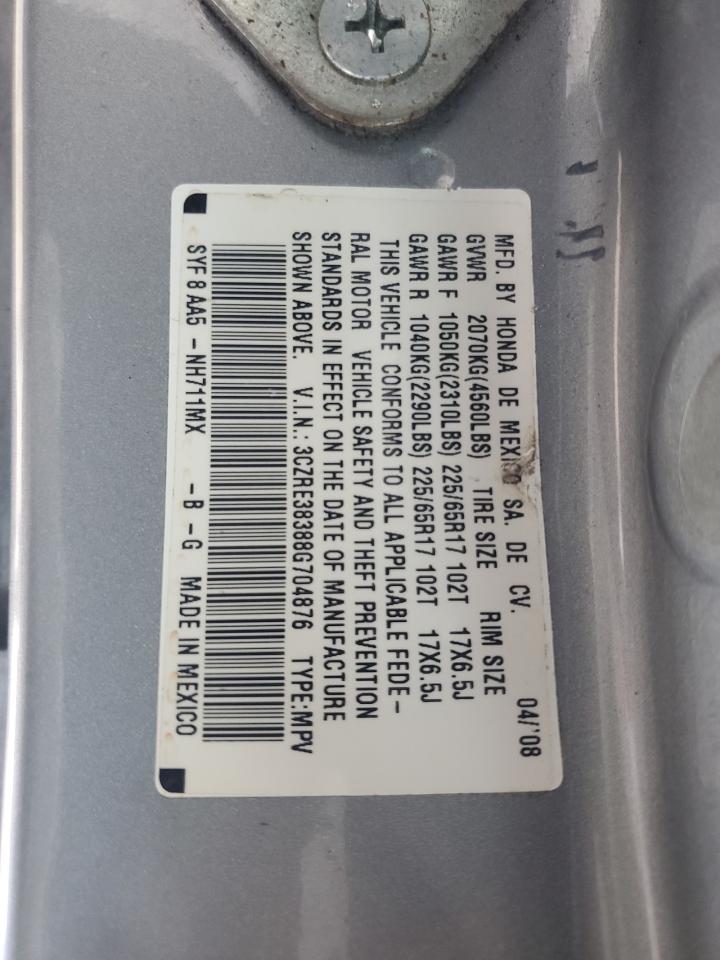 MFD. BY HONDA DE MEXICO SA. DE CV. 04/'08
GVWR 2070KG(4560LBS) TIRE SIZE RIM SIZE
GAWR F 1050KG(2310LBS) 225/65R17 102T 17X6.5J
GAWR R 1040KG(2290LBS) 225/65R17 102T 17X6.5J
THIS VEHICLE CONFORMS TO ALL APPLICABLE FEDE-
RAL MOTOR VEHICLE SAFETY AND THEFT PREVENTION
STANDARDS IN EFFECT ON THE DATE OF MANUFACTURE
SHOWN ABOVE. V.I.N.: 3CZRE38388G704876 TYPE:MPV
SYF 8 AA5 -NH711MX -B -G MADE IN MEXICO